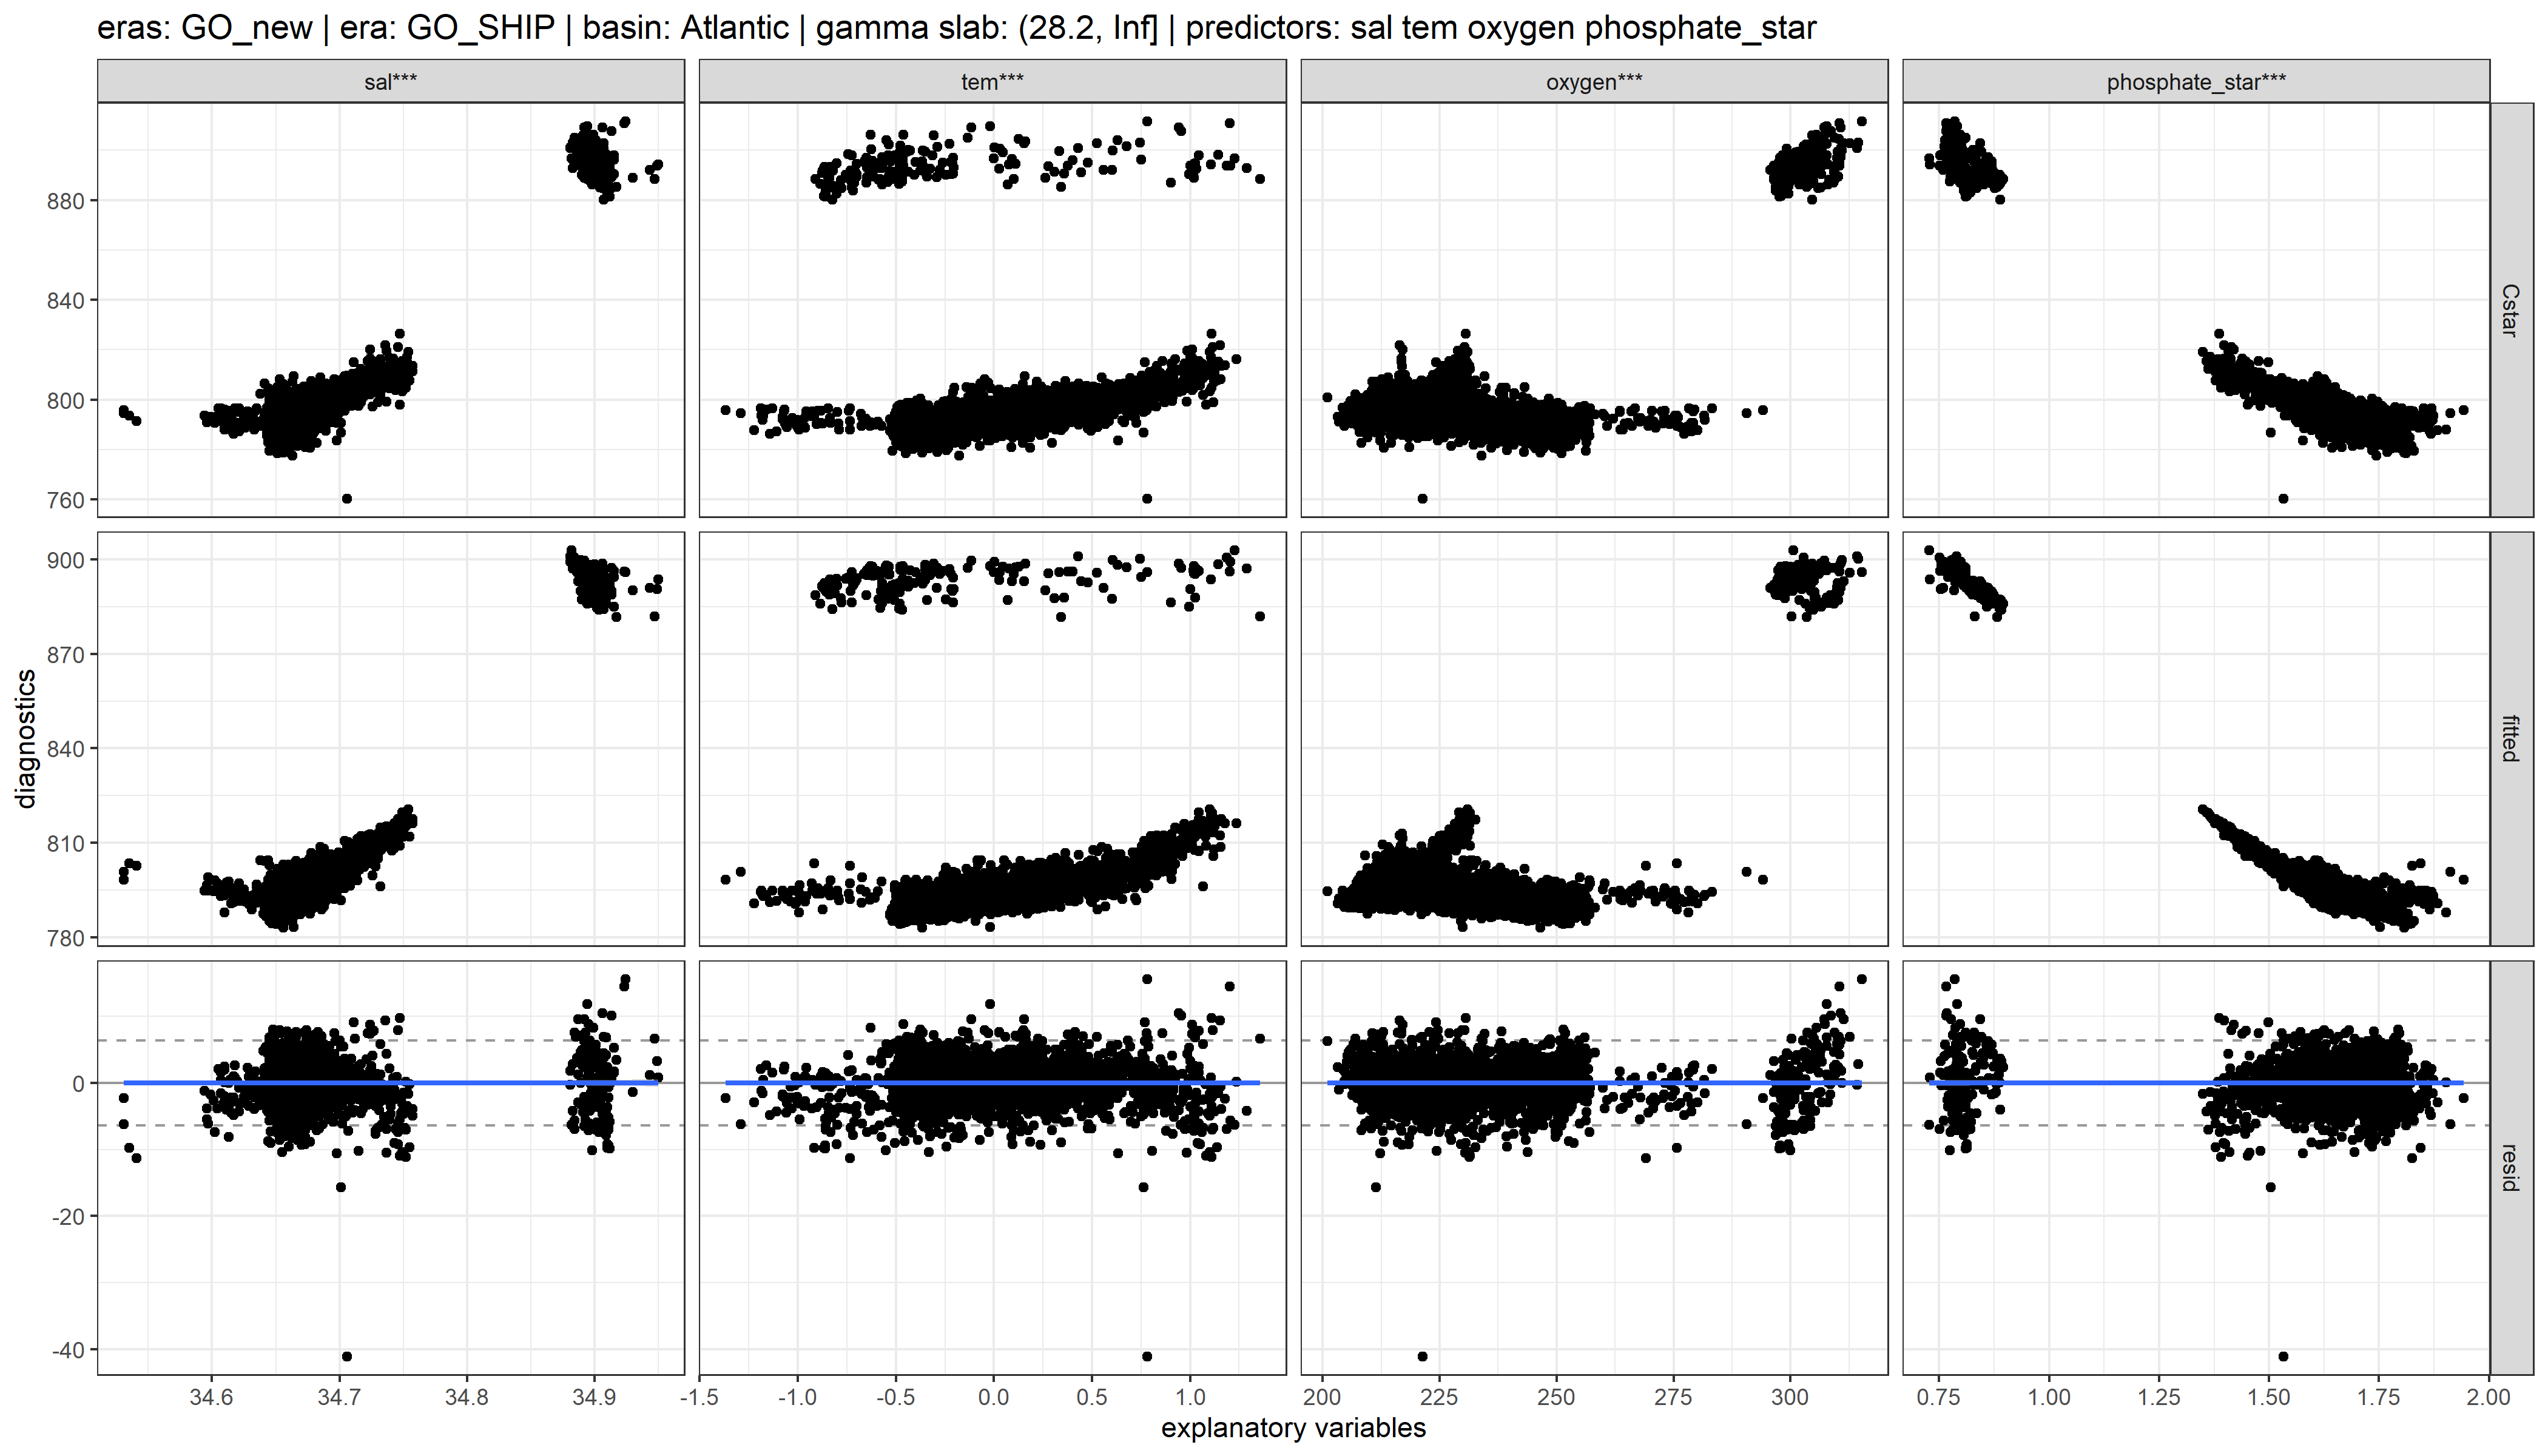 eras: GO_new | era: GO_SHIP | basin: Atlantic | gamma slab: (28.2, Inf] | predictors: sal tem oxygen phosphate_star
sal*** tem*** oxygen*** phosphate_star***
880
840
800
760
Cstar
900
870
840
810
780
fitted
diagnostics
0
-20
-40
resid
34.6 34.7 34.8 34.9 -1.5 -1.0 -0.5 0.0 0.5 1.0 200 225 250 275 300 0.75 1.00 1.25 1.50 1.75 2.00
explanatory variables